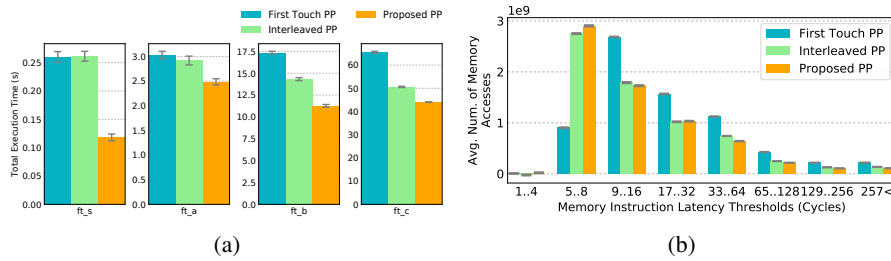 First Touch PP
Proposed PP
Interleaved PP
Total Execution Time (s)
0.25
0.20
0.15
0.10
0.05
0.00
ft_s
3.0
2.5
2.0
1.5
1.0
0.5
0.0
ft_a
17.5
15.0
12.5
10.0
7.5
5.0
2.5
0.0
ft_b
60
50
40
30
20
10
0
ft_c
(a)
1e9
Avg. Num. of Memory
Accesses
3
2
1
0
First Touch PP
Interleaved PP
Proposed PP
1..4 5..8 9..16 17..32 33..64 65..128 129..256 257<
Memory Instruction Latency Thresholds (Cycles)
(b)